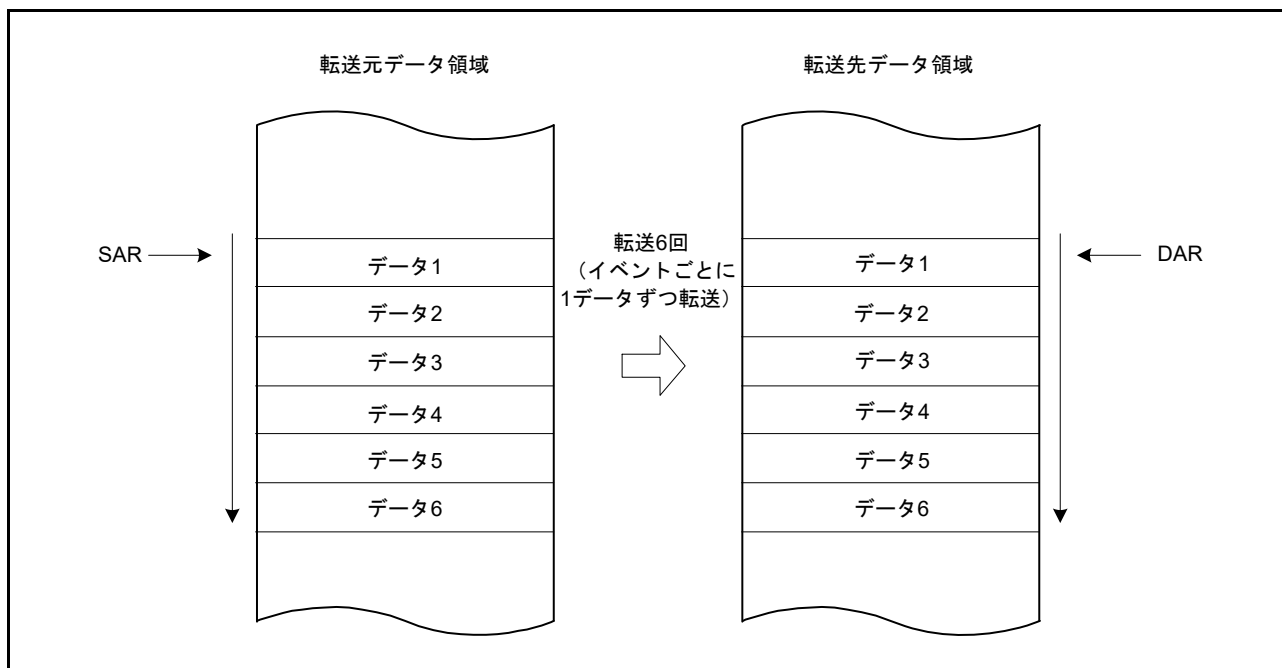 転送元データ領域
転送先データ領域
SAR
データ1
データ2
データ3
データ4
データ5
データ6
転送6回
（イベントごとに
1データずつ転送）
データ1
データ2
データ3
データ4
データ5
データ6
DAR